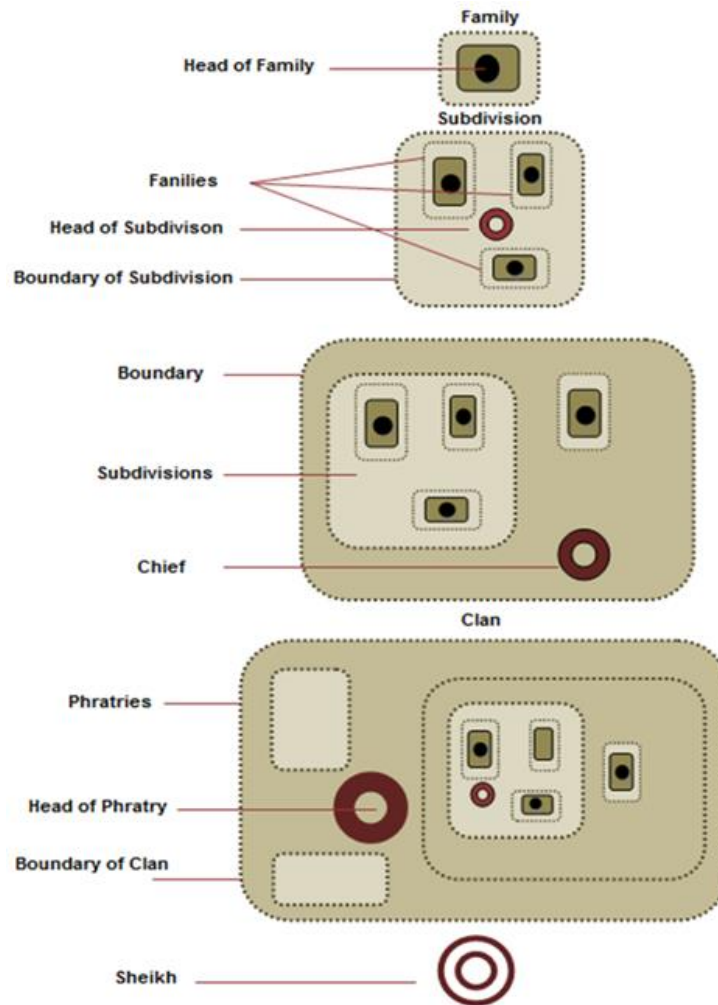 Family
Head of Family
Subdivision
Fanilies
Head of Subdivison
Boundary of Subdivision
Boundary
Subdivisions
Chief
Clan
Phratries
Head of Phratry
Boundary of Clan
Sheikh